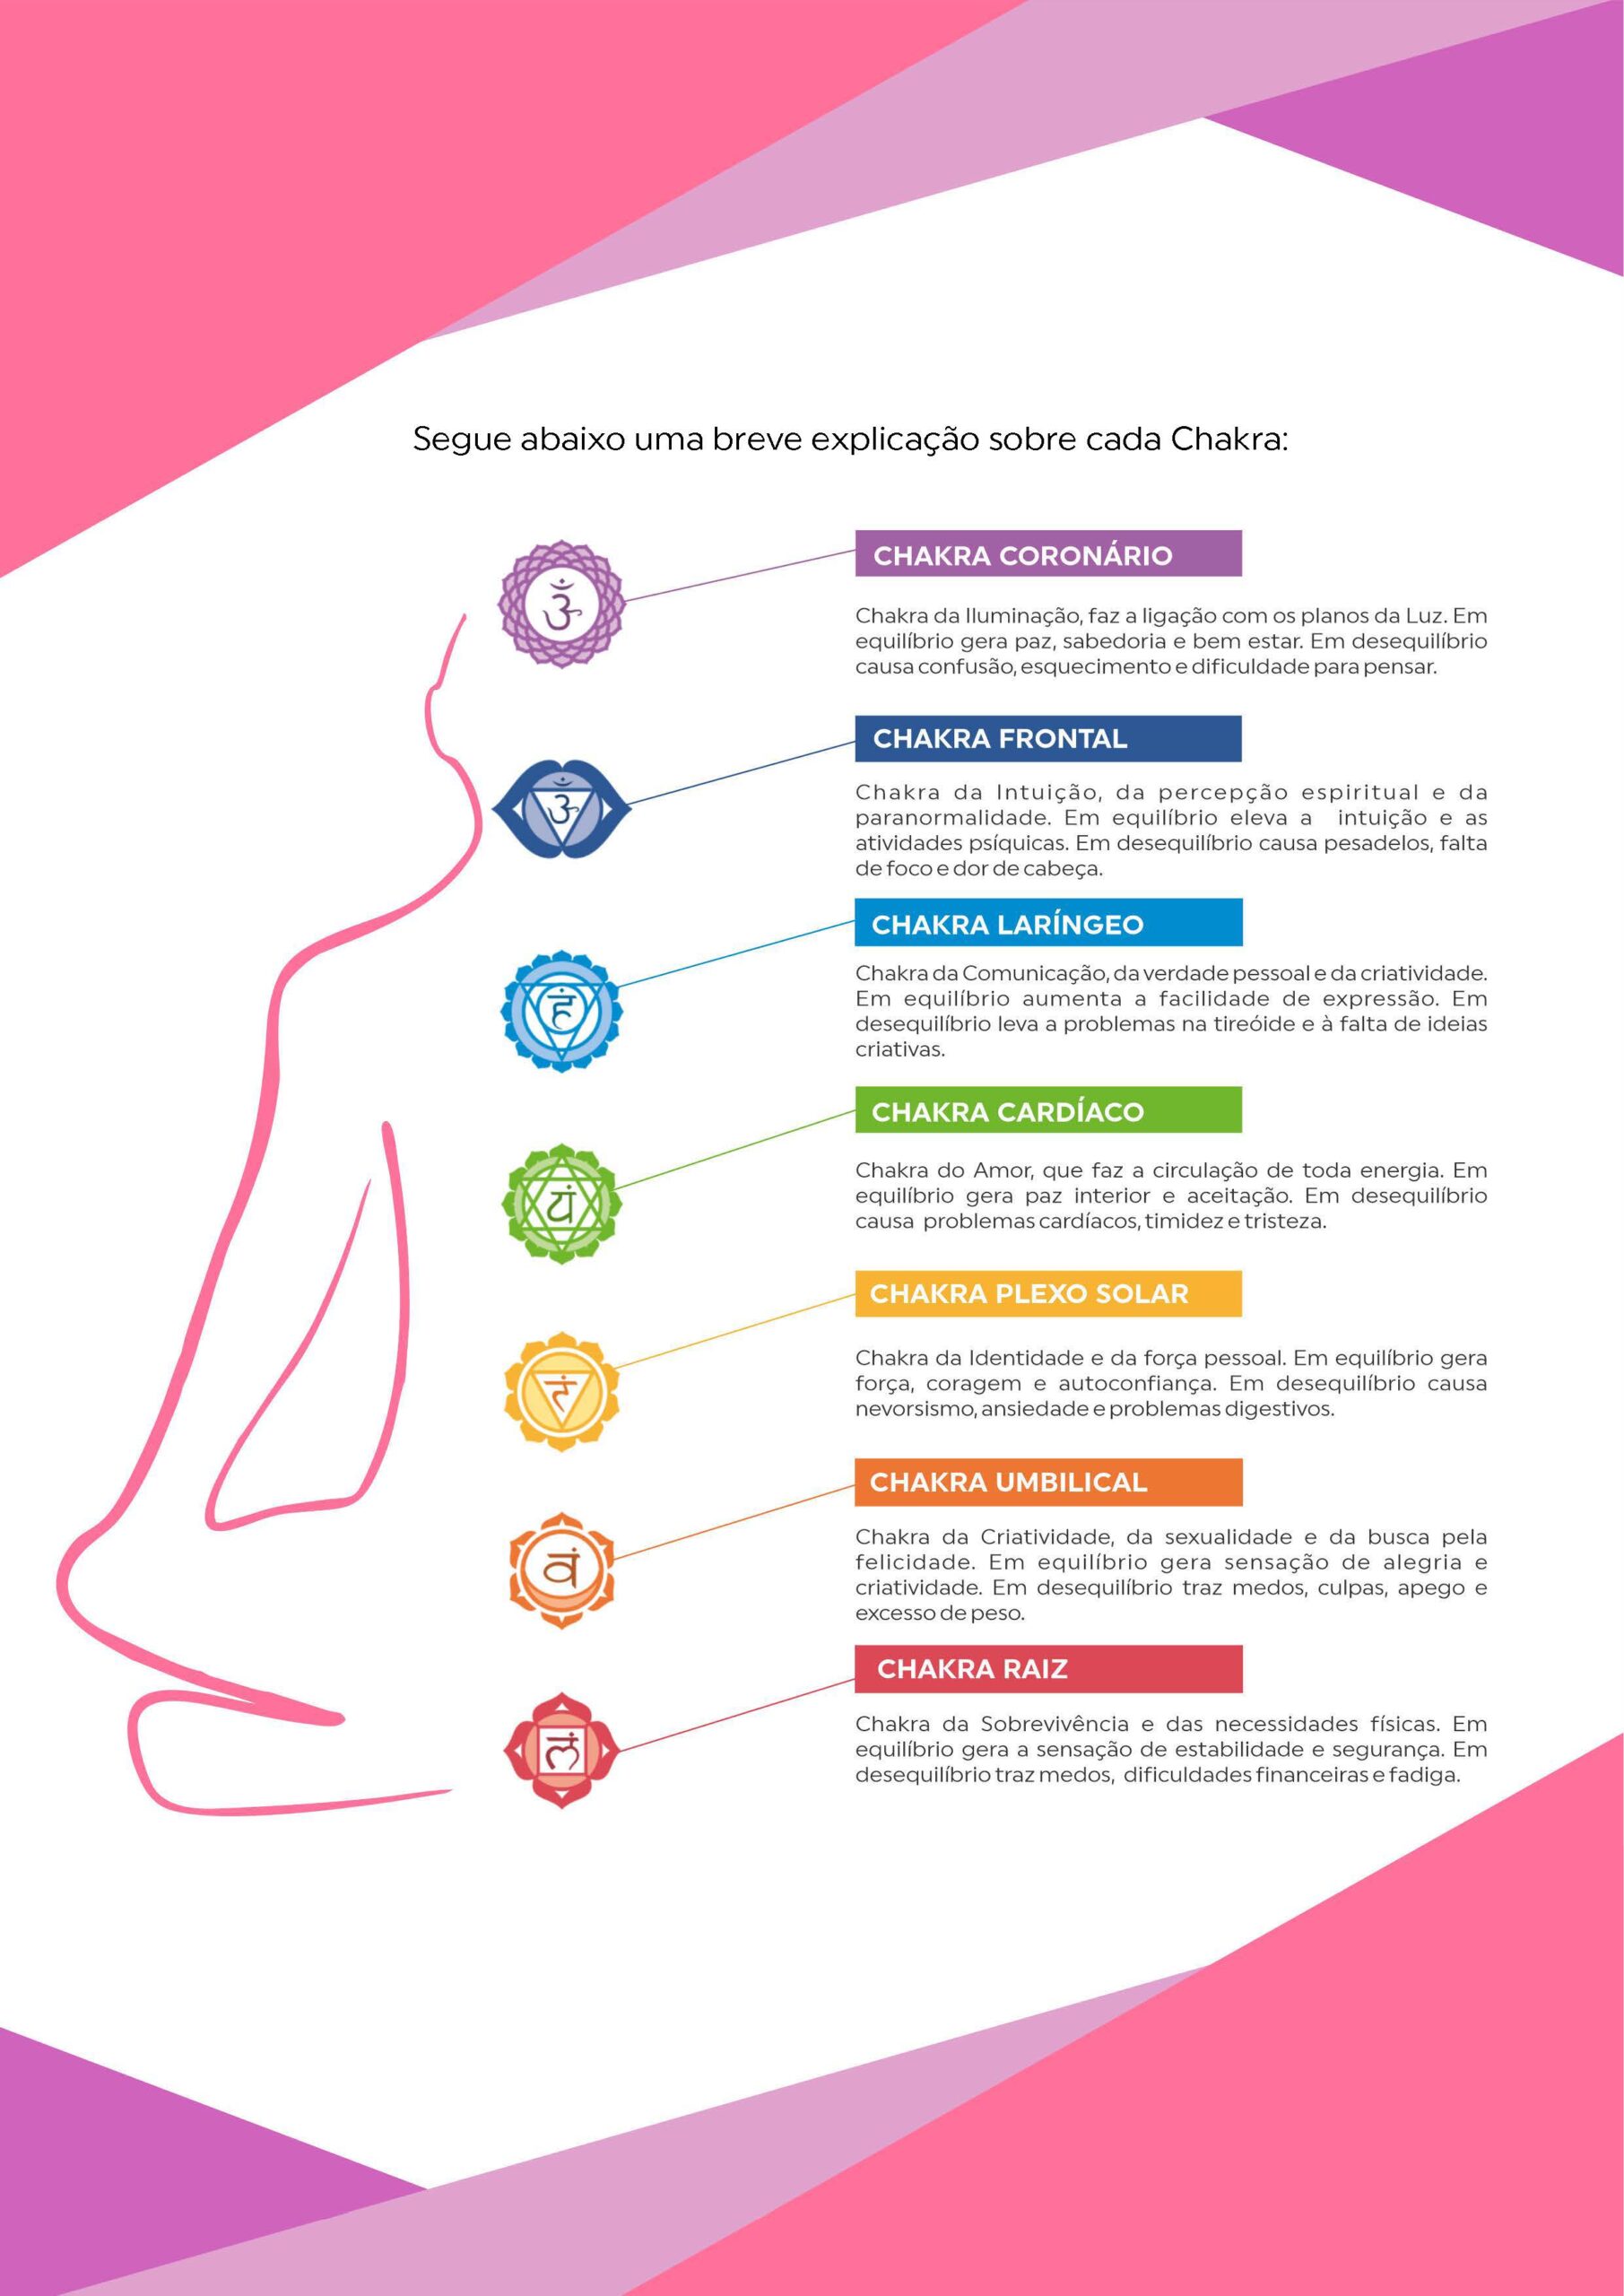 Segue abaixo uma breve explicação sobre cada Chakra:
ॐ
CHAKRA CORONÁRIO
Chakra da Iluminação, faz a ligação com os planos da Luz. Em
equilíbrio gera paz, sabedoria e bem estar. Em desequilíbrio
causa confusão, esquecimento e dificuldade para pensar.
ॐ
CHAKRA FRONTAL
Chakra da Intuição, da percepção espiritual e da
paranormalidade. Em equilíbrio eleva a intuição e as
atividades psíquicas. Em desequilíbrio causa pesadelos, falta
de foco e dor de cabeça.
हं
CHAKRA LARÍNGEO
Chakra da Comunicação, da verdade pessoal e da criatividade.
Em equilíbrio aumenta a facilidade de expressão. Em
desequilíbrio leva a problemas na tireóide e à falta de ideias
criativas.
यं
CHAKRA CARDÍACO
Chakra do Amor, que faz a circulação de toda energia. Em
equilíbrio gera paz interior e aceitação. Em desequilíbrio
causa problemas cardíacos, timidez e tristeza.
रं
CHAKRA PLEXO SOLAR
Chakra da Identidade e da força pessoal. Em equilíbrio gera
força, coragem e autoconfiança. Em desequilíbrio causa
nevorsismo, ansiedade e problemas digestivos.
वं
CHAKRA UMBILICAL
Chakra da Criatividade, da sexualidade e da busca pela
felicidade. Em equilíbrio gera sensação de alegria e
criatividade. Em desequilíbrio traz medos, culpas, apego e
excesso de peso.
लं
CHAKRA RAIZ
Chakra da Sobrevivência e das necessidades físicas. Em
equilíbrio gera a sensação de estabilidade e segurança. Em
desequilíbrio traz medos, dificuldades financeiras e fadiga.